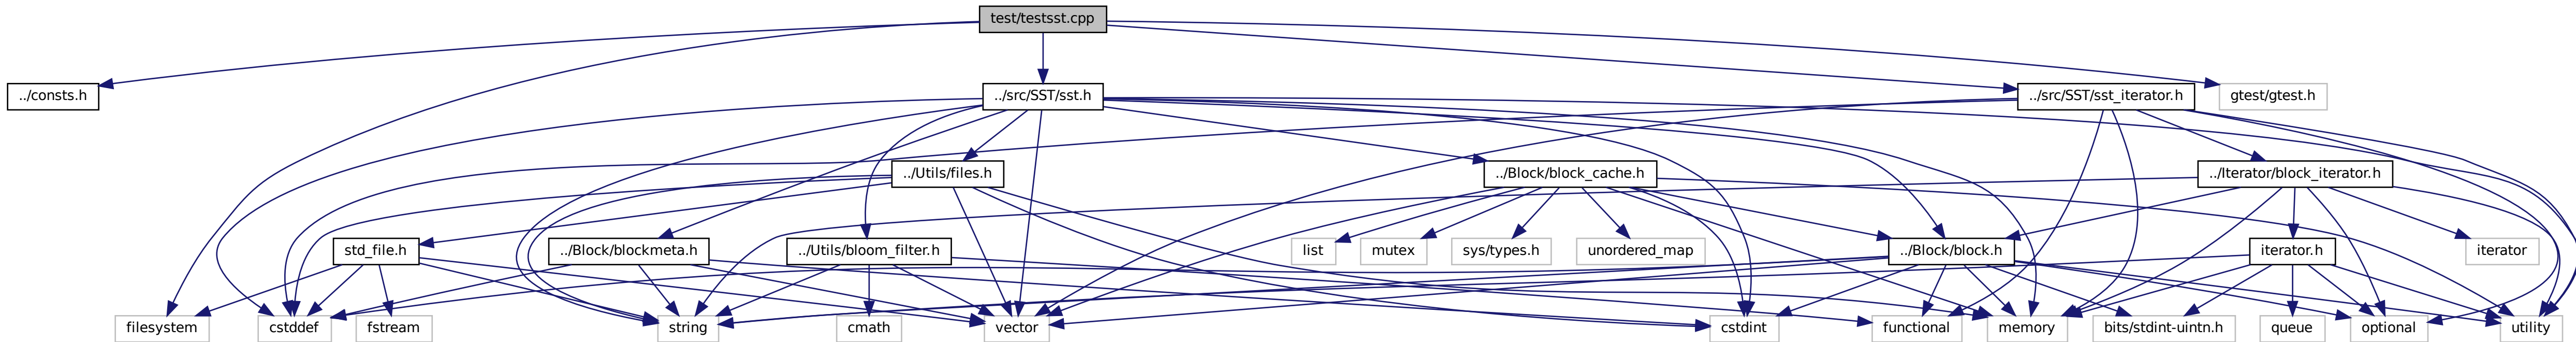 test/testsst.cpp
../consts.h
../src/SST/sst.h
../src/SST/sst_iterator.h
gtest/gtest.h
../Utils/files.h
../Block/block_cache.h
../Iterator/block_iterator.h
std_file.h
../Block/blockmeta.h
../Utils/bloom_filter.h
list
mutex
sys/types.h
unordered_map
../Block/block.h
iterator.h
iterator
filesystem
cstddef
fstream
string
cmath
vector
cstdint
functional
memory
bits/stdint-uintn.h
queue
optional
utility